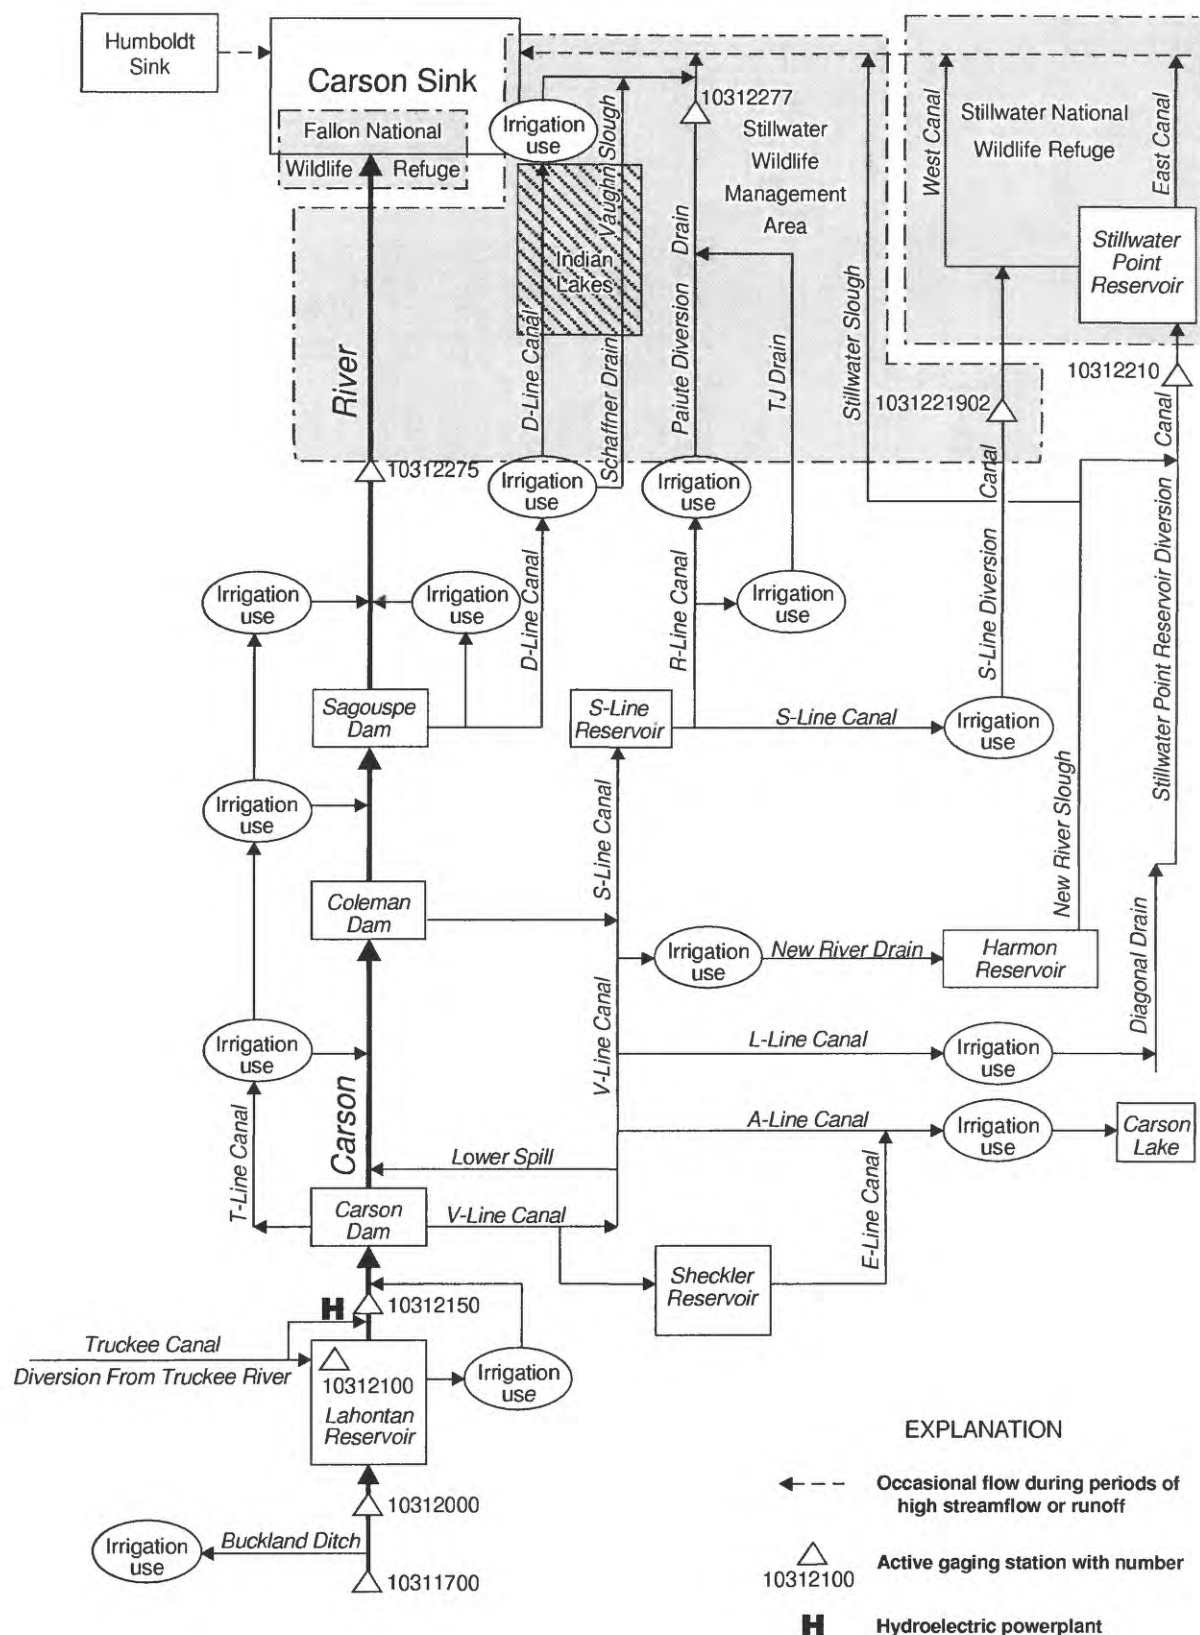 Humboldt
Sink
Carson Sink
Fallon National
Wildlife Refuge
Irrigation
use
Vaughn Slough
10312277
Stillwater
Wildlife
Management
Area
West Canal
Stillwater National
Wildlife Refuge
East Canal
Stillwater
Point
Reservoir
Indian
Lakes
D-Line Canal
Schaffner Drain
Paiute Diversion Drain
TJ Drain
Stillwater Slough
1031221902
10312210
River
10312275
Irrigation
use
Irrigation
use
Irrigation
use
Irrigation
use
D-Line Canal
R-Line Canal
Irrigation
use
S-Line Diversion Canal
Stillwater Point Reservoir Diversion Canal
Sagouspe
Dam
S-Line
Reservoir
S-Line Canal
Irrigation
use
New River Slough
Irrigation
use
S-Line Canal
Coleman
Dam
Irrigation
use
New River Drain
Harmon
Reservoir
Diagonal Drain
Irrigation
use
V-Line Canal
L-Line Canal
Irrigation
use
Carson
A-Line Canal
Irrigation
use
Carson
Lake
T-Line Canal
Lower Spill
E-Line Canal
Carson
Dam
V-Line Canal
Sheckler
Reservoir
H
10312150
Truckee Canal
Diversion From Truckee River
10312100
Lahontan
Reservoir
Irrigation
use
10312000
Buckland Ditch
Irrigation
use
10311700
EXPLANATION
Occasional flow during periods of
high streamflow or runoff
10312100
Active gaging station with number
H
Hydroelectric powerplant